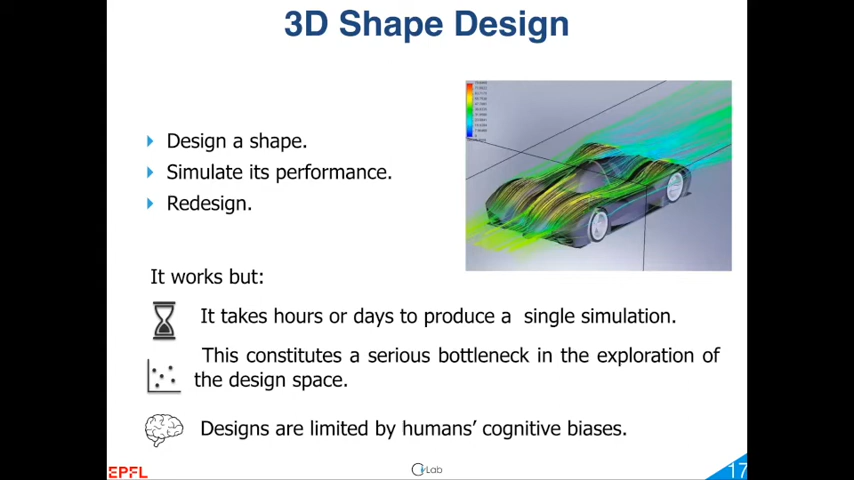 3D Shape Design
Design a shape.
Simulate its performance.
Redesign.
It works but:
It takes hours or days to produce a single simulation.
This constitutes a serious bottleneck in the exploration of
the design space.
Designs are limited by humans’ cognitive biases.
EPFL
CvLab
17